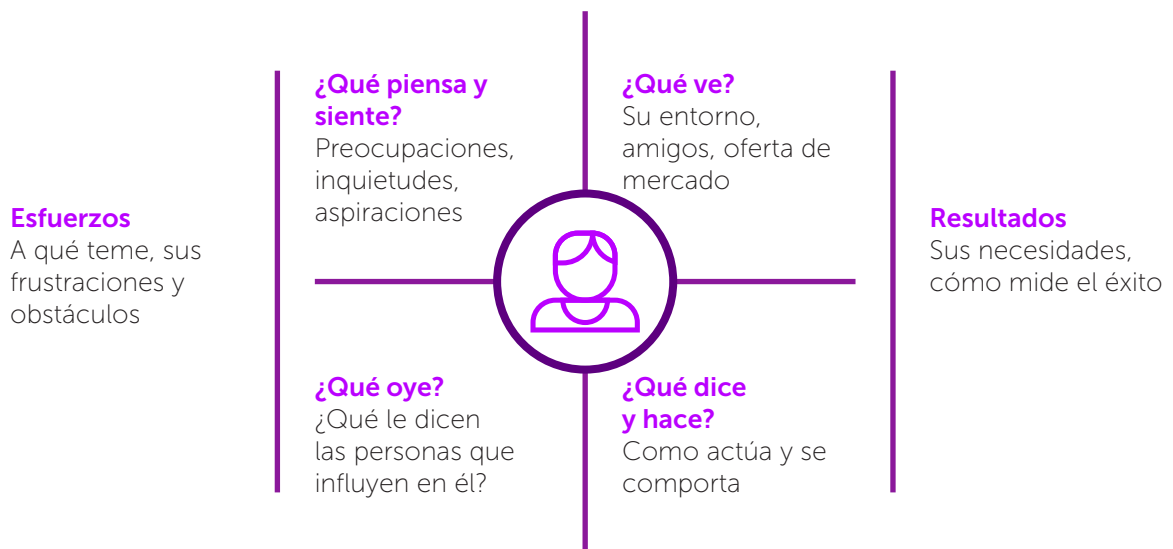 ¿Qué piensa y
siente?
Preocupaciones,
inquietudes,
aspiraciones
¿Qué ve?
Su entorno,
amigos, oferta de
mercado
Esfuerzos
A qué teme, sus
frustraciones y
obstáculos
Resultados
Sus necesidades,
cómo mide el éxito
¿Qué oye?
¿Qué le dicen
las personas que
influyen en él?
¿Qué dice
y hace?
Como actúa y se
comporta